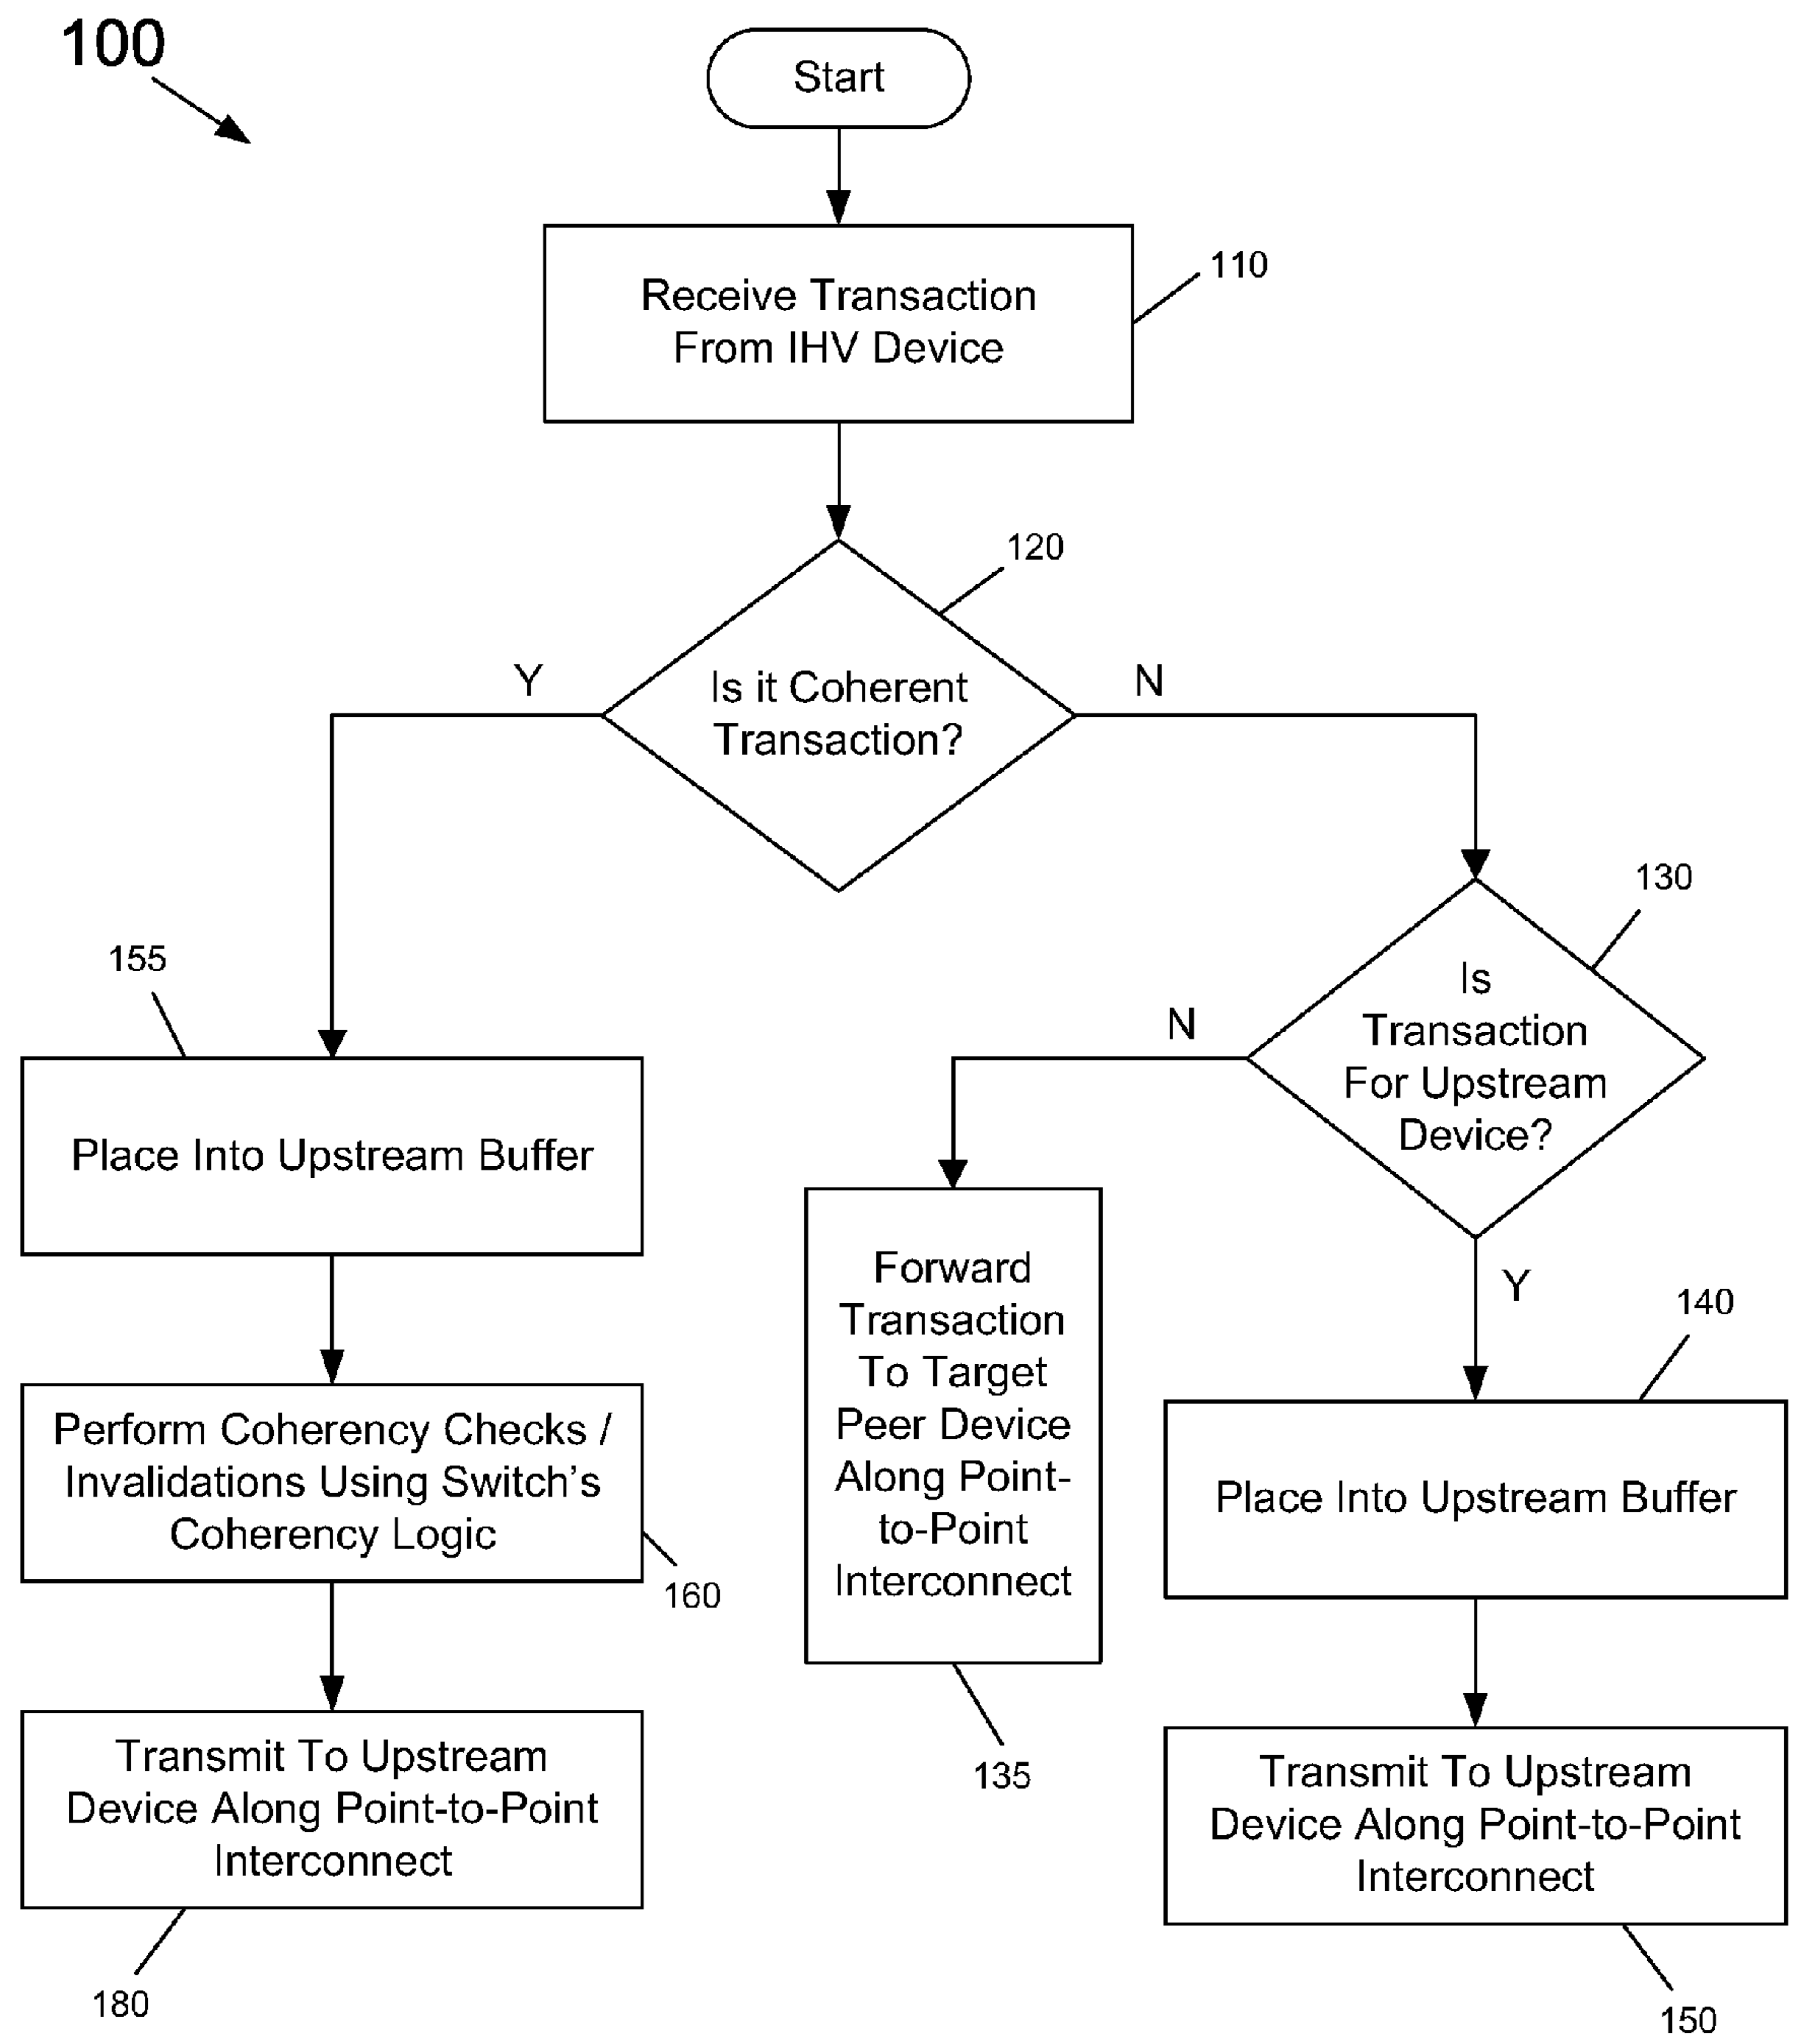 100
Start
Receive Transaction
From IHV Device
110
120
Is it Coherent
Transaction?
Y
N
130
Is
Transaction
For Upstream
Device?
N
Y
155
Place Into Upstream Buffer
Perform Coherency Checks /
Invalidations Using Switch's
Coherency Logic
160
Transmit To Upstream
Device Along Point-to-Point
Interconnect
180
Forward
Transaction
To Target
Peer Device
Along Point-
to-Point
Interconnect
135
140
Place Into Upstream Buffer
Transmit To Upstream
Device Along Point-to-Point
Interconnect
150